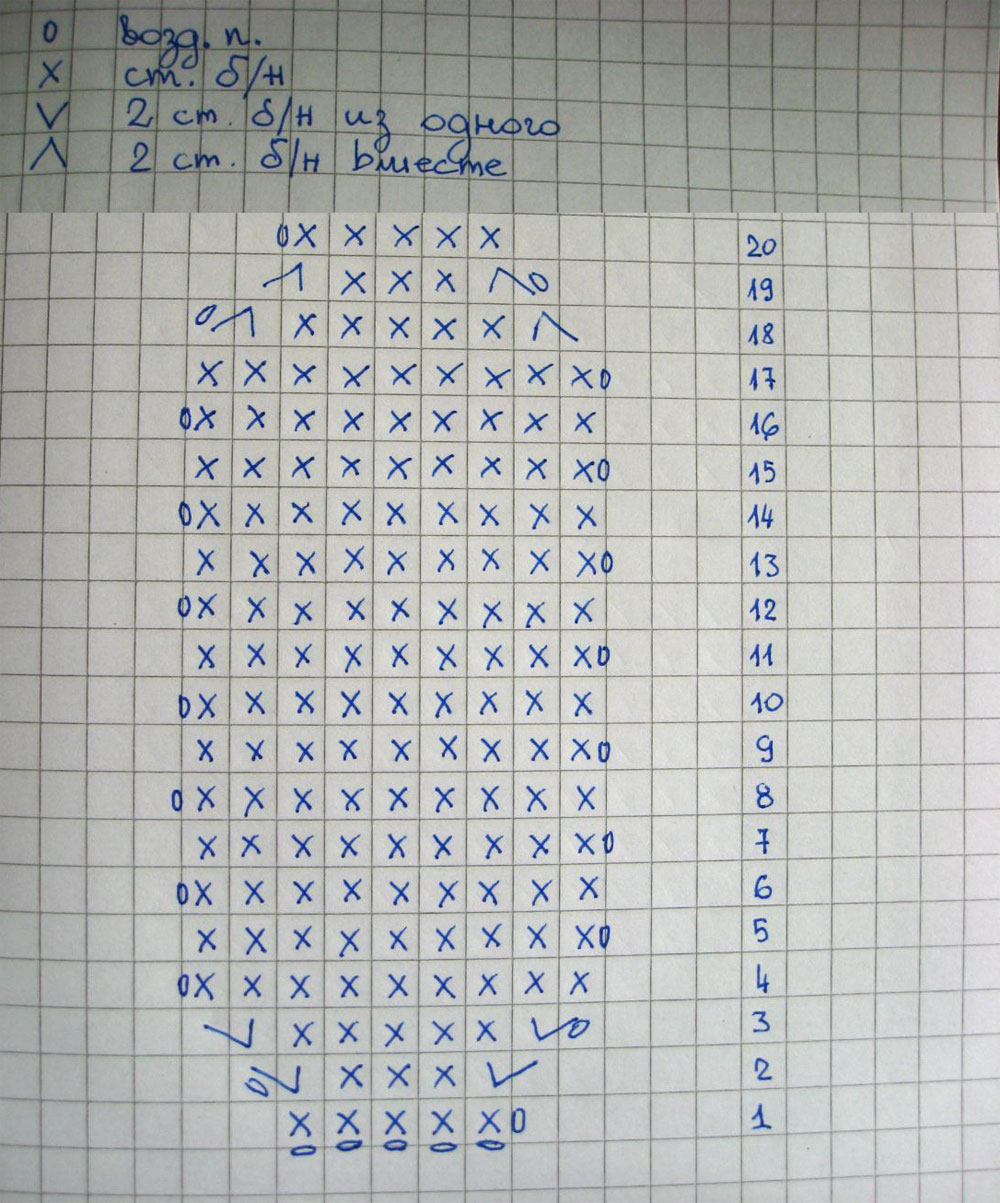 0 возд. п.
X ст. б/н
V 2 ст. б/н из одного
Λ 2 ст. б/н вместе
0X X X X X 20
Λ X X X Λ0 19
0Λ X X X X X Λ 18
X X X X X X X X X0 17
0X X X X X X X X X 16
X X X X X X X X X0 15
0X X X X X X X X X 14
X X X X X X X X X0 13
0X X X X X X X X X 12
X X X X X X X X X0 11
0X X X X X X X X X 10
X X X X X X X X X0 9
0X X X X X X X X X 8
X X X X X X X X X0 7
0X X X X X X X X X 6
X X X X X X X X X0 5
0X X X X X X X X X 4
V X X X X X V0 3
0V X X X V 2
X X X X X0 1
0 0 0 0 0